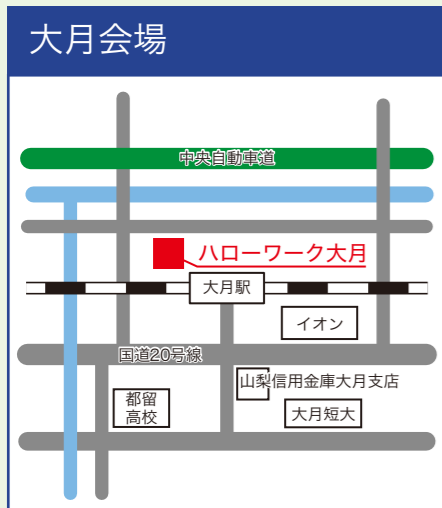 大月会場
中央自動車道
ハローワーク大月
大月駅
イオン
国道20号線
山梨信用金庫大月支店
都留
高校
大月短大